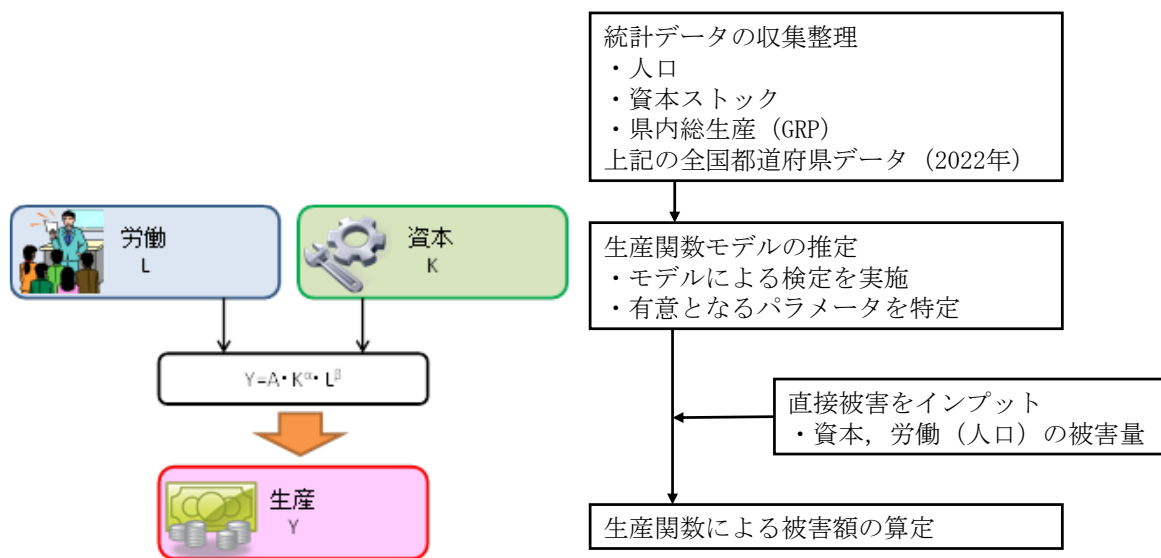 労働
L
資本
K
Y=A・K^α・L^β
生産
Y
統計データの収集整理
・人口
・資本ストック
・県内総生産（GRP）
上記の全国都道府県データ（2022年）
生産関数モデルの推定
・モデルによる検定を実施
・有意となるパラメータを特定
直接被害をインプット
・資本，労働（人口）の被害量
生産関数による被害額の算定